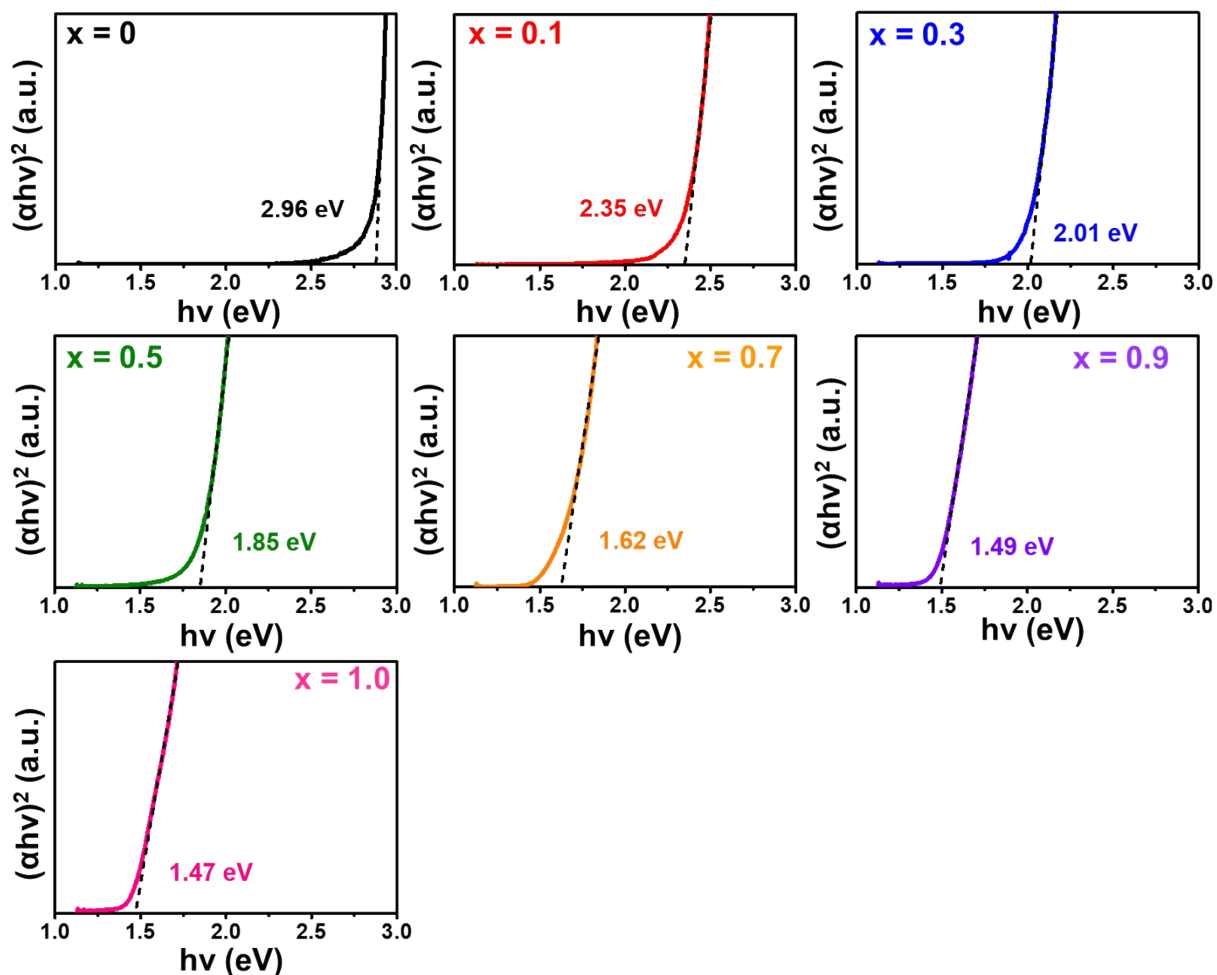 x = 0
(αhν)² (a.u.)
2.96 eV
1.0 1.5 2.0 2.5 3.0
hν (eV)
x = 0.1
(αhν)² (a.u.)
2.35 eV
1.0 1.5 2.0 2.5 3.0
hν (eV)
x = 0.3
(αhν)² (a.u.)
2.01 eV
1.0 1.5 2.0 2.5 3.0
hν (eV)
x = 0.5
(αhν)² (a.u.)
1.85 eV
1.0 1.5 2.0 2.5 3.0
hν (eV)
x = 0.7
(αhν)² (a.u.)
1.62 eV
1.0 1.5 2.0 2.5 3.0
hν (eV)
x = 0.9
(αhν)² (a.u.)
1.49 eV
1.0 1.5 2.0 2.5 3.0
hν (eV)
x = 1.0
(αhν)² (a.u.)
1.47 eV
1.0 1.5 2.0 2.5 3.0
hν (eV)